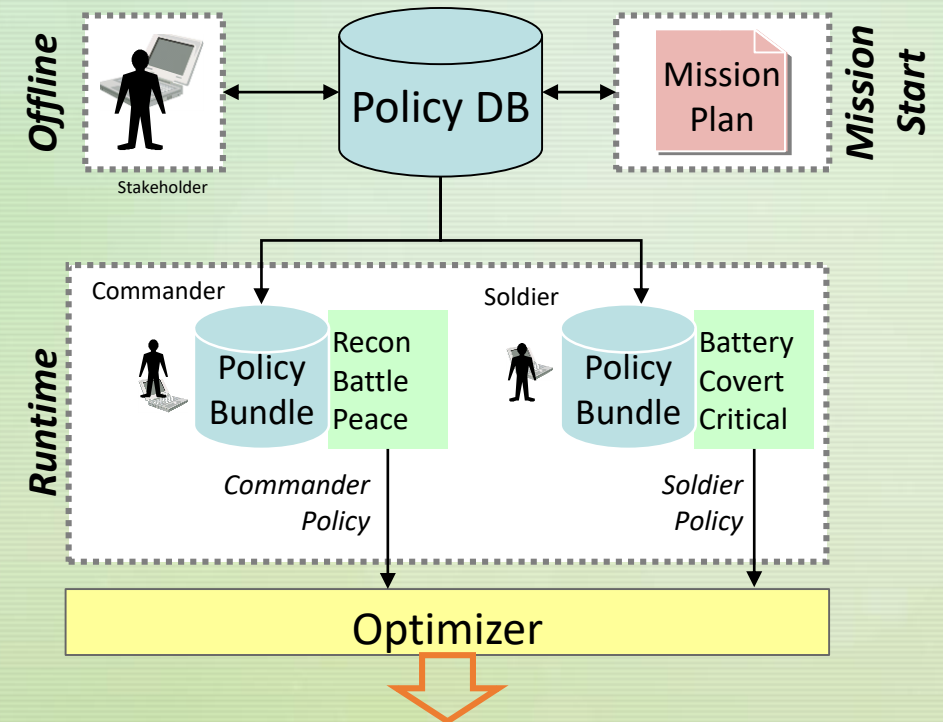 Offline
Stakeholder
Policy DB
Mission
Plan
Mission
Start
Runtime
Commander
Policy
Bundle
Recon
Battle
Peace
Commander
Policy
Soldier
Policy
Bundle
Battery
Covert
Critical
Soldier
Policy
Optimizer